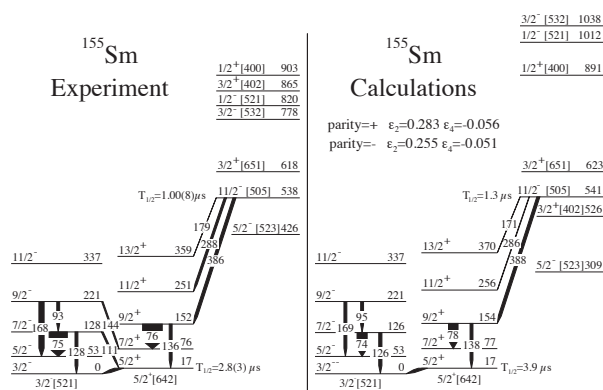 155Sm
Experiment
1/2+ [400] 903
3/2+ [402] 865
1/2- [521] 820
3/2- [532] 778
3/2+ [651] 618
11/2- [505] 538
T1/2=1.00(8)μs
179
5/2- [523] 426
288
386
13/2+ 359
11/2- 337
11/2+ 251
9/2- 221
93
168
7/2- 128 144
9/2+ 152
75
76
128 111
136
7/2+ 76
5/2- 53
5/2+ 17
T1/2=2.8(3)μs
3/2- 0
3/2-[521]
5/2+[642]
155Sm
Calculations
3/2- [532] 1038
1/2- [521] 1012
1/2+ [400] 891
parity=+ ε2=0.283 ε4=-0.056
parity=- ε2=0.255 ε4=-0.051
3/2+ [651] 623
11/2- [505] 541
T1/2=1.3 μs
3/2+ [402] 526
171
286
388
13/2+ 370
5/2- [523] 309
11/2- 337
11/2+ 256
9/2- 221
95
169
7/2- 126
9/2+ 154
74
78
126
138
7/2+ 77
5/2- 53
5/2+ 17
T1/2=3.9 μs
3/2- 0
3/2-[521]
5/2+[642]